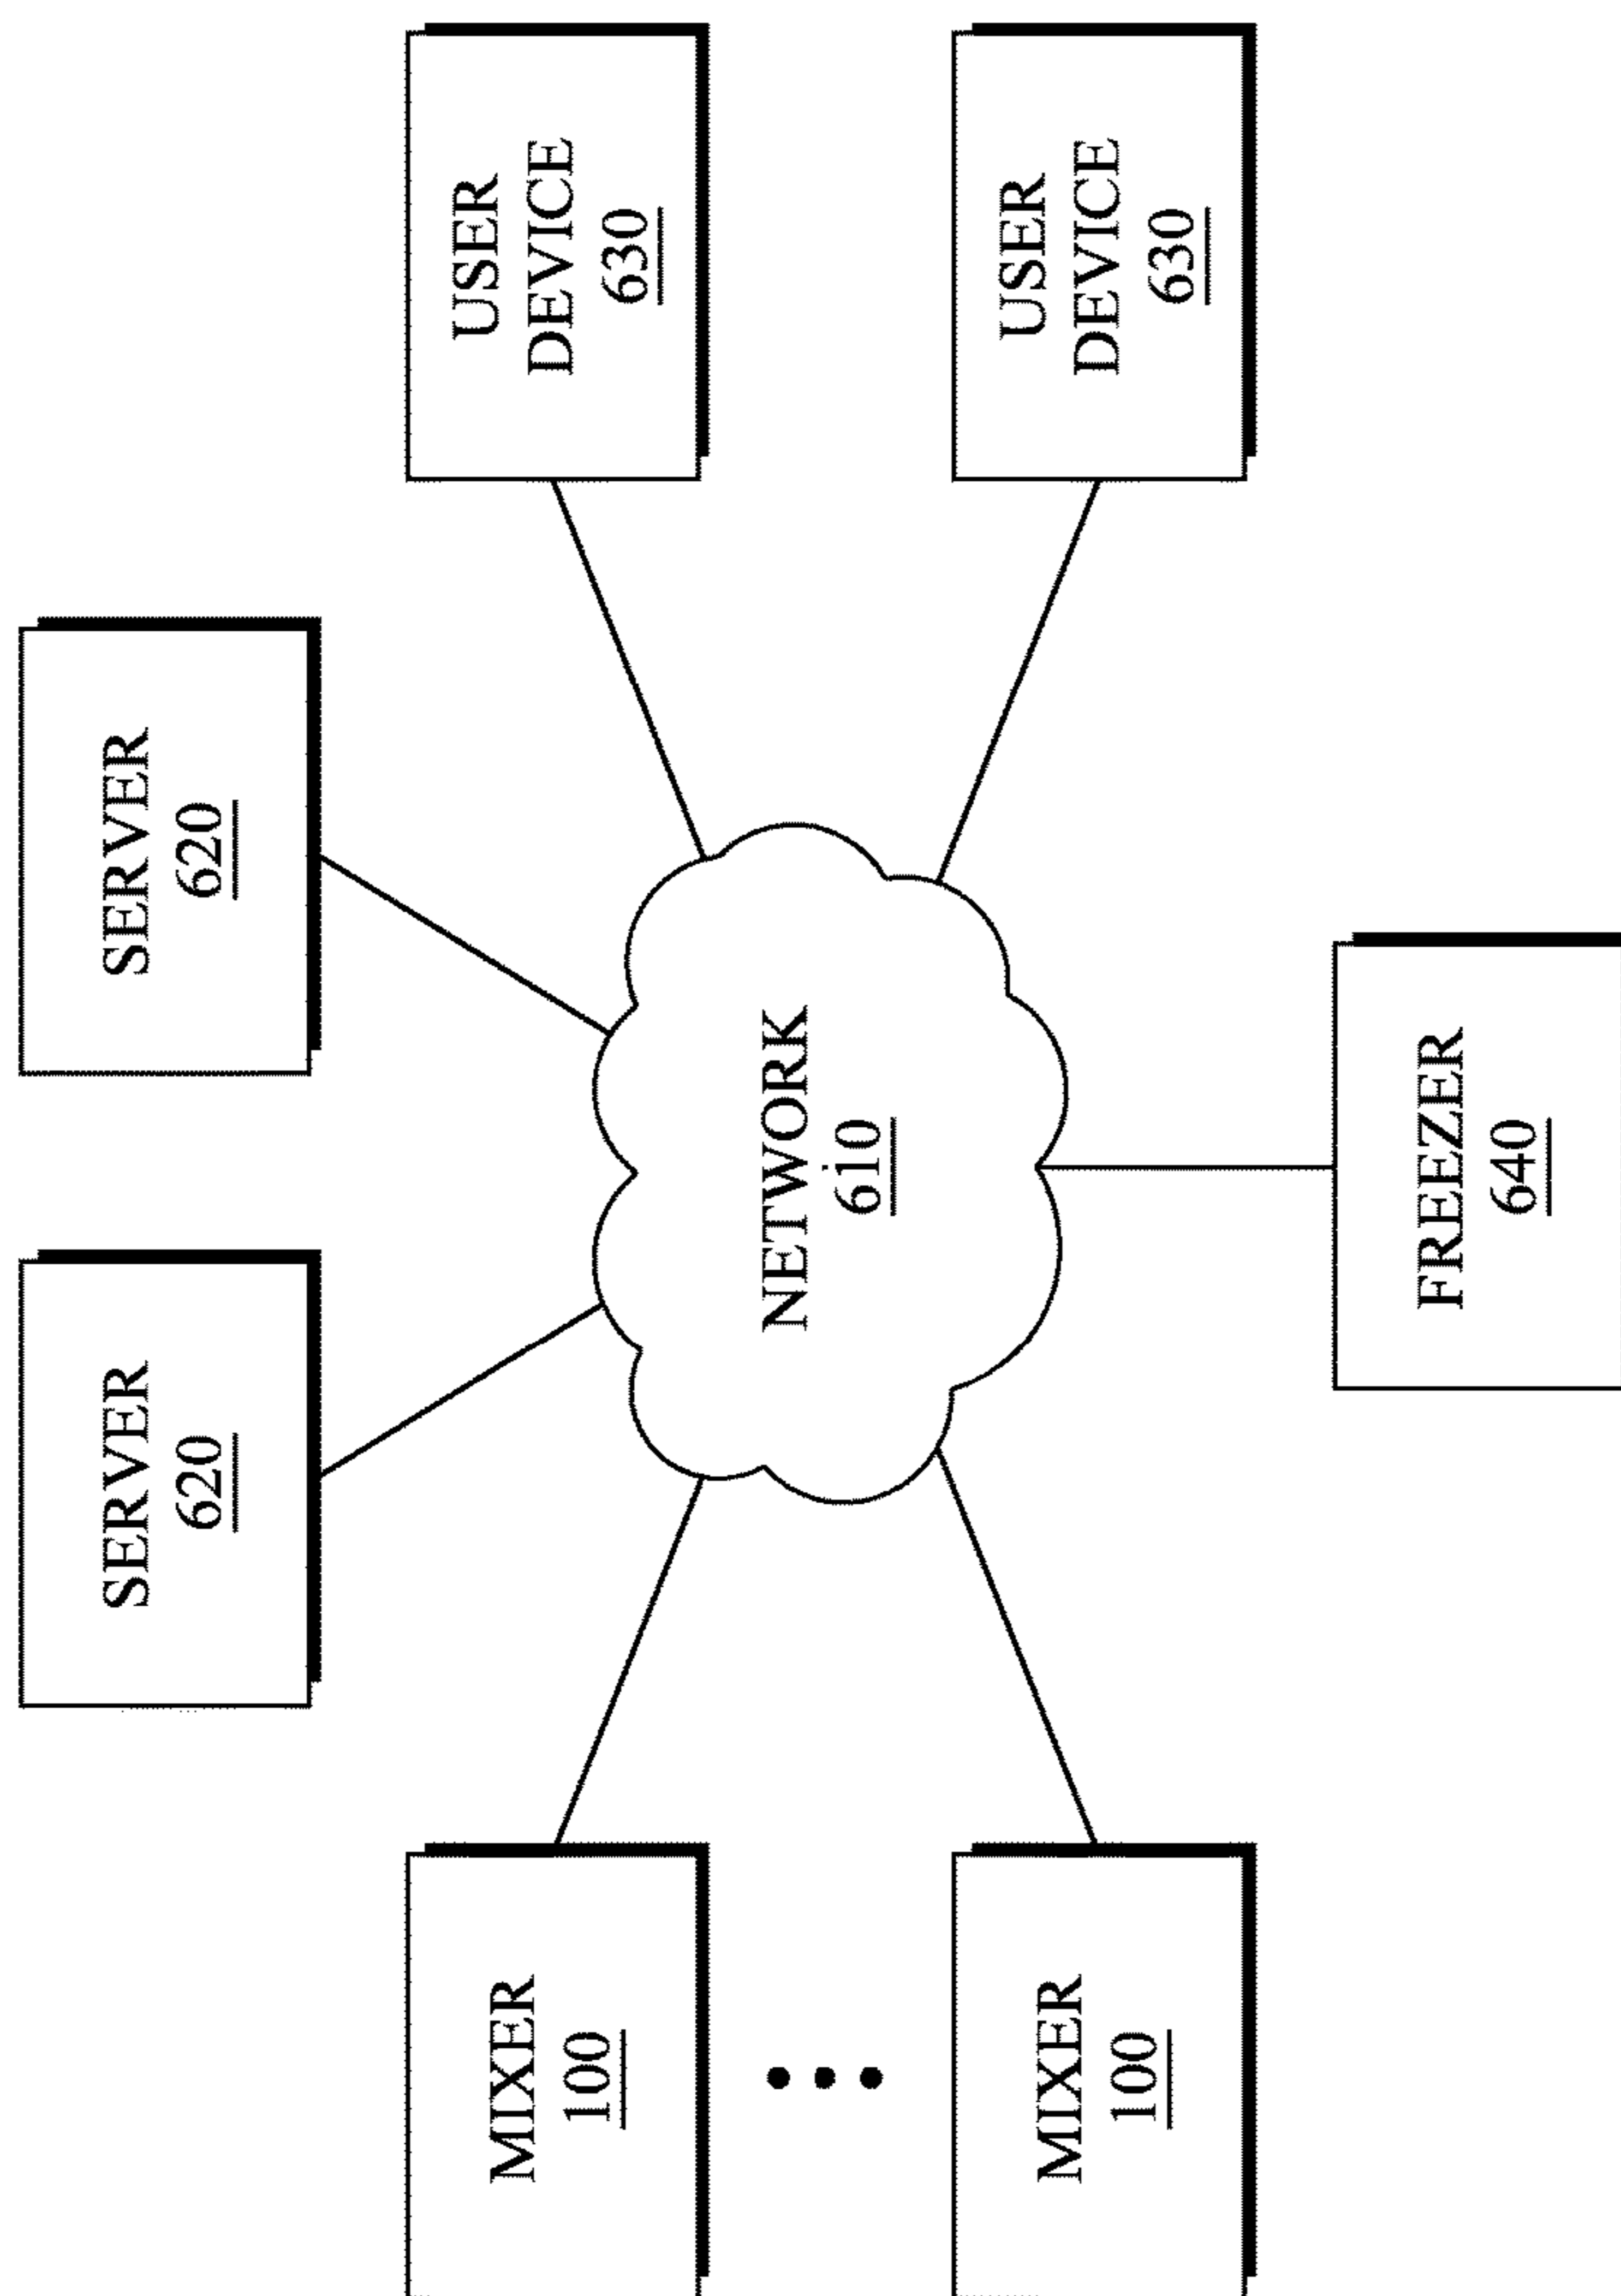 SERVER
620
SERVER
620
MIXER
100
NETWORK
610
USER
DEVICE
630
MIXER
100
USER
DEVICE
630
FREEZER
640